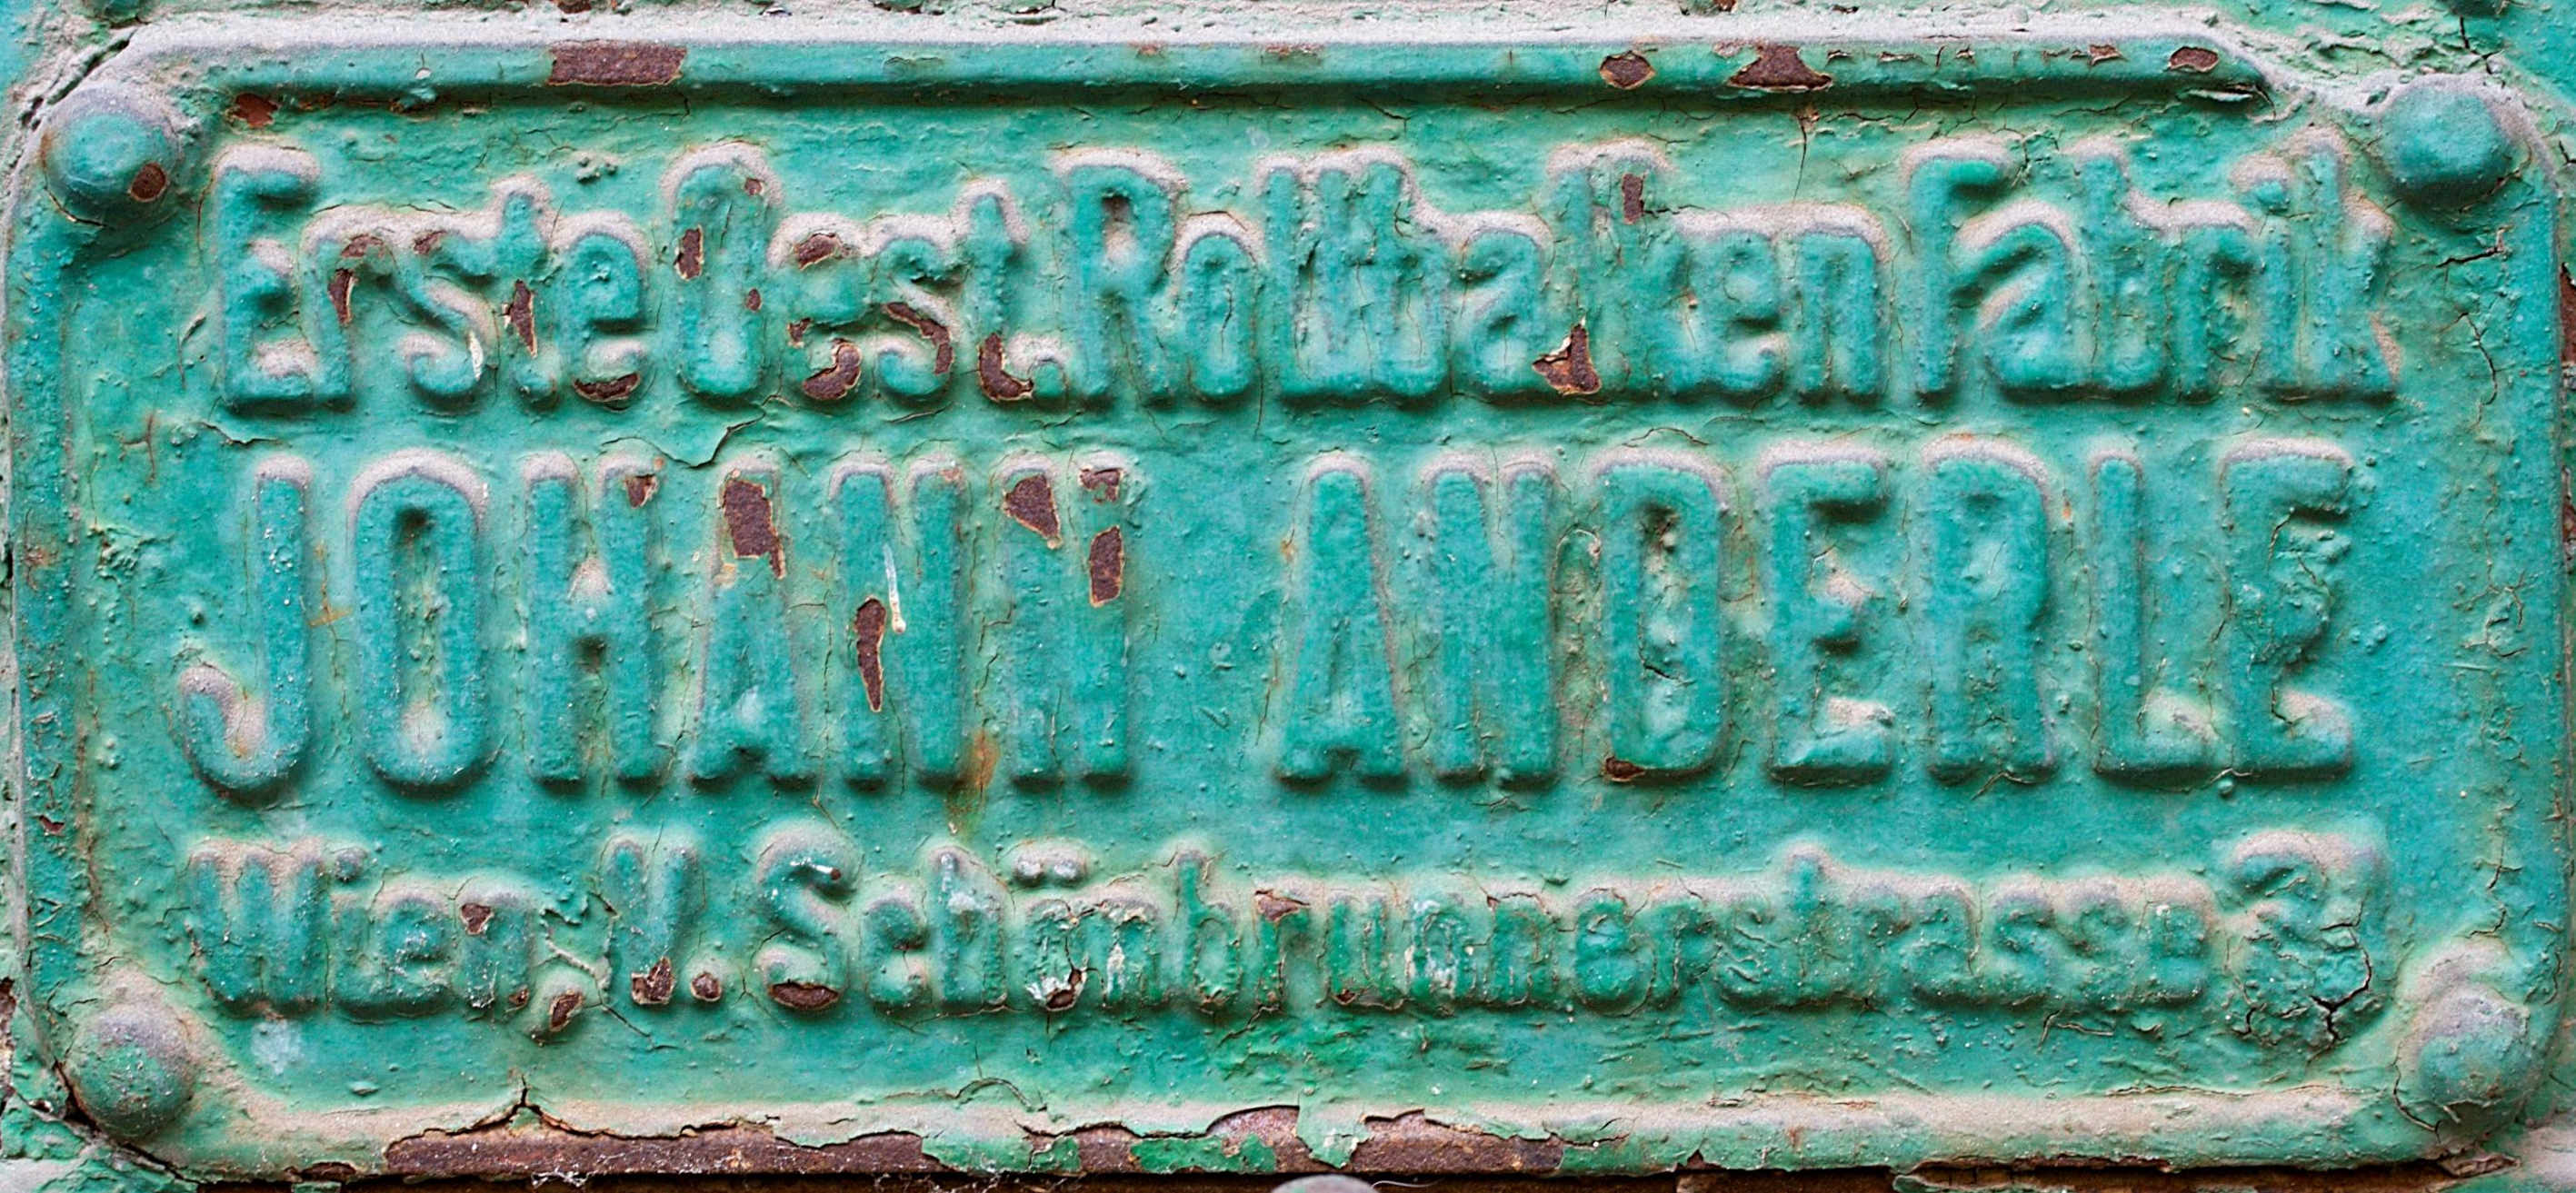 Erste Oest. Rollbalken Fabrik
JOHANN ANDERLE
Wien, V. Schönbrunnerstrasse